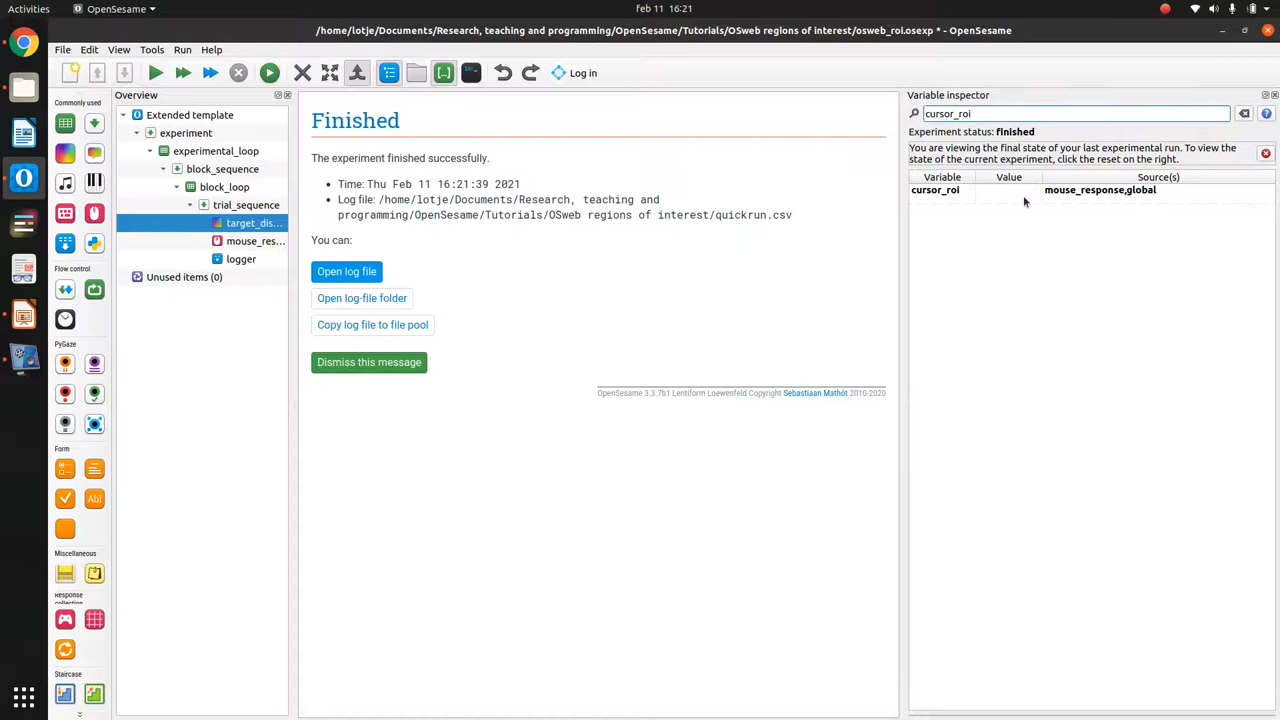 Activities
OpenSesame
feb 11 16:21
/home/lotje/Documents/Research, teaching and programming/OpenSesame/Tutorials/OSweb regions of interest/osweb_roi.osexp * - OpenSesame
File Edit View Tools Run Help
Log in
Commonly used
Flow control
PyGaze
Form
Abl
Miscellaneous
Response
Staircase
Overview
Extended template
experiment
experimental_loop
block_sequence
block_loop
trial_sequence
target_dis...
mouse_res...
logger
Unused items (0)
Finished
The experiment finished successfully.
Time: Thu Feb 11 16:21:39 2021
Log file: /home/lotje/Documents/Research, teaching and
programming/OpenSesame/Tutorials/OSweb regions of interest/quickrun.csv
You can:
Open log file
Open log-file folder
Copy log file to file pool
Dismiss this message
OpenSesame 3.3.7b1 Lentiform Loewenfeld Copyright Sebastiaan Mathôt 2010-2020
Variable inspector
cursor_roi
Experiment status: finished
You are viewing the final state of your last experimental run. To view the
state of the current experiment, click the reset on the right.
Variable Value Source(s)
cursor_roi mouse_response,global